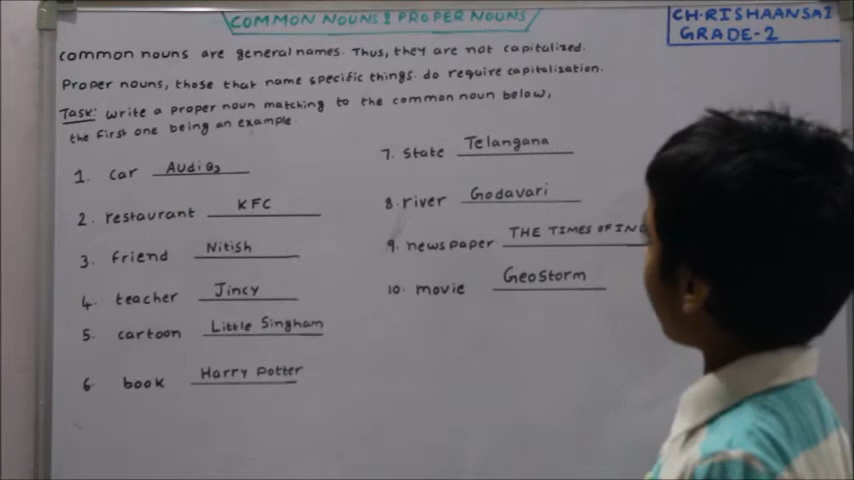 COMMON NOUNS & PROPER NOUNS
CH. RISHAANSAI
GRADE-2
common nouns are general names. Thus, they are not capitalized.
Proper nouns, those that name specific things. do require capitalization.
Task: write a proper noun matching to the common noun below,
the first one being an example.
1. car Audi Q3
2. restaurant KFC
3. friend Nitish
4. teacher Jincy
5. cartoon Little Singham
6. book Harry Potter
7. state Telangana
8. river Godavari
9. news paper THE TIMES OF IND
10. movie Geostorm